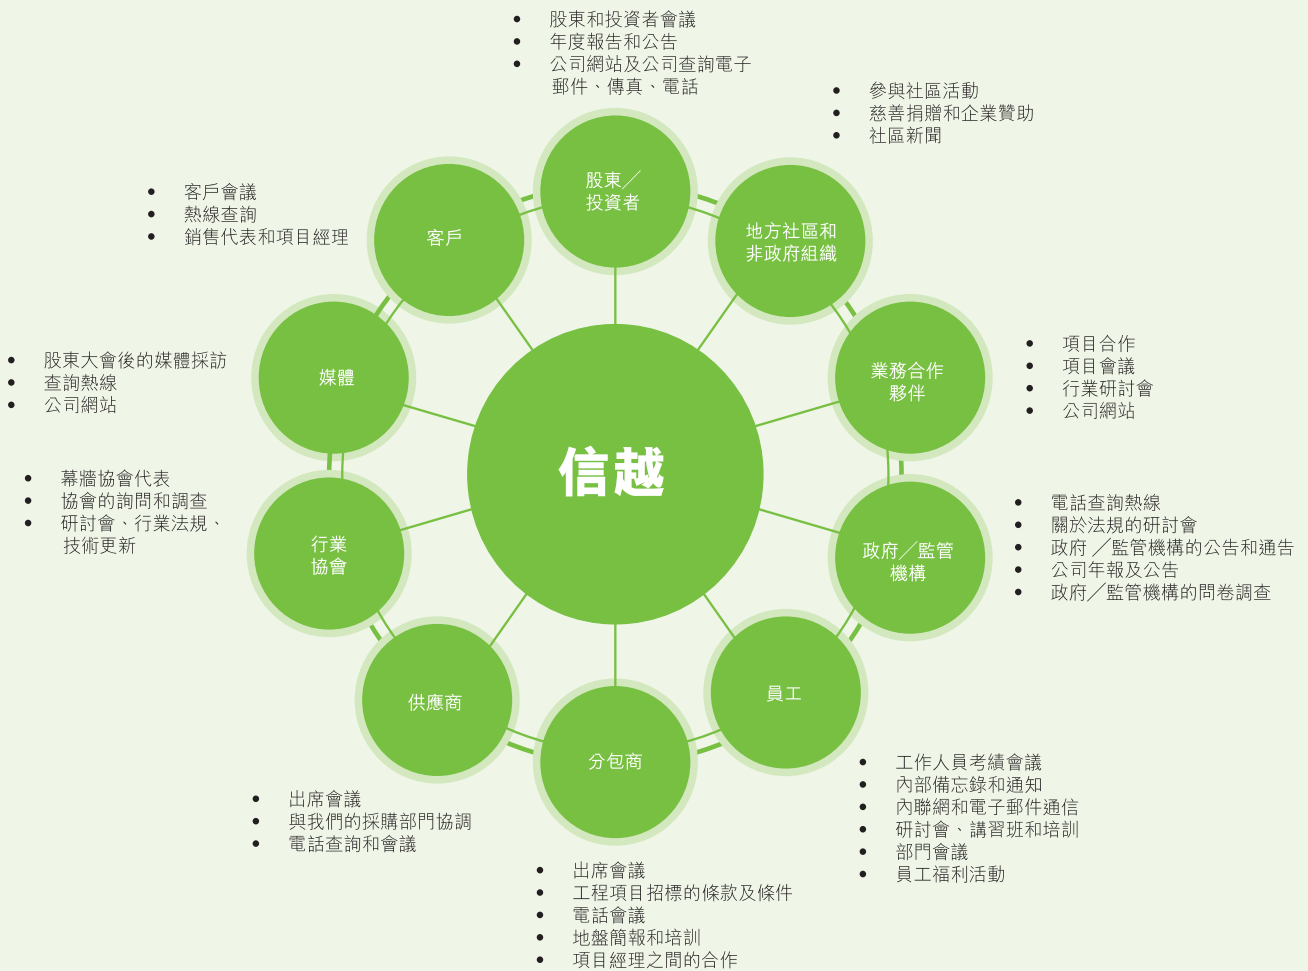 • 股東和投資者會議
• 年度報告和公告
• 公司網站及公司查詢電子
郵件、傳真、電話
股東╱
投資者
• 參與社區活動
• 慈善捐贈和企業贊助
• 社區新聞
地方社區和
非政府組織
• 項目合作
• 項目會議
• 行業研討會
• 公司網站
業務合作
夥伴
• 電話查詢熱線
• 關於法規的研討會
• 政府 ╱監管機構的公告和通告
• 公司年報及公告
• 政府╱監管機構的問卷調查
政府╱監管
機構
• 工作人員考績會議
• 內部備忘錄和通知
• 內聯網和電子郵件通信
• 研討會、講習班和培訓
• 部門會議
• 員工福利活動
員工
• 出席會議
• 工程項目招標的條款及條件
• 電話會議
• 地盤簡報和培訓
• 項目經理之間的合作
分包商
• 出席會議
• 與我們的採購部門協調
• 電話查詢和會議
供應商
• 幕牆協會代表
• 協會的詢問和調查
• 研討會、行業法規、
技術更新
行業
協會
• 股東大會後的媒體採訪
• 查詢熱線
• 公司網站
媒體
• 客戶會議
• 熱線查詢
• 銷售代表和項目經理
客戶
信越